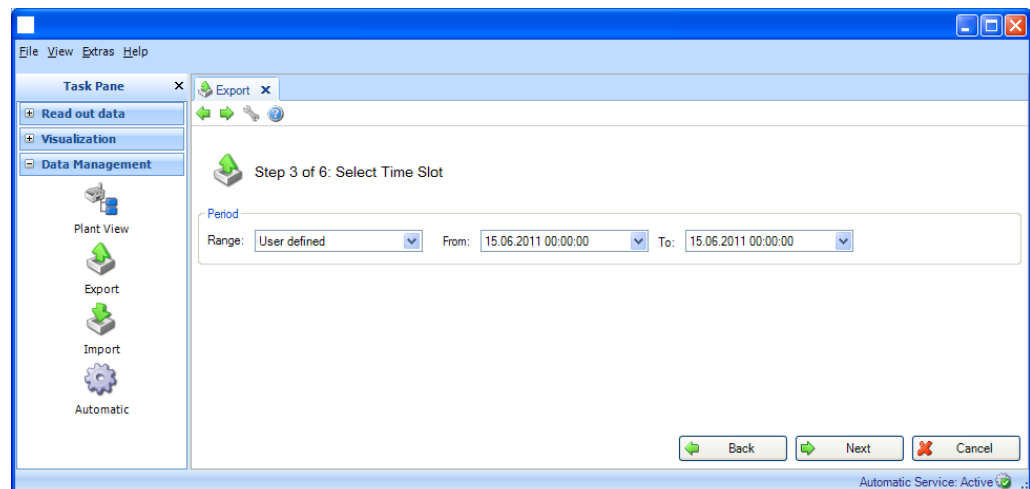 File View Extras Help
Task Pane
Export
Read out data
Visualization
Data Management
Plant View
Export
Import
Automatic
Step 3 of 6: Select Time Slot
Period
Range: User defined From: 15.06.2011 00:00:00 To: 15.06.2011 00:00:00
Back Next Cancel
Automatic Service: Active